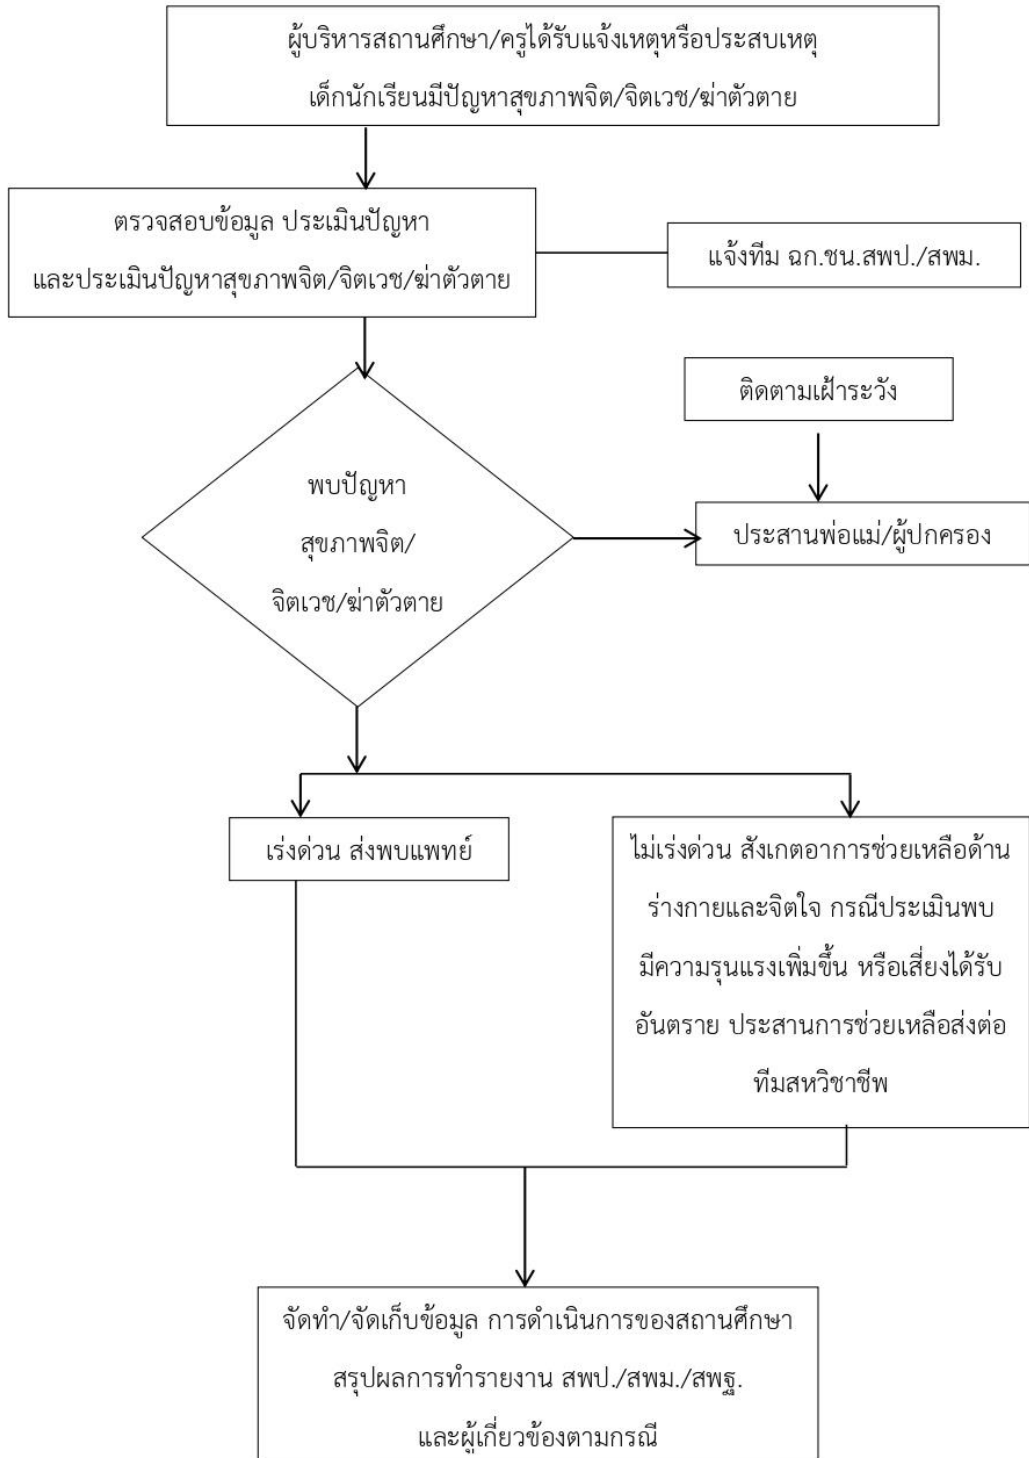 ผู้บริหารสถานศึกษา/ครูได้รับแจ้งเหตุหรือประสบเหตุ
เด็กนักเรียนมีปัญหาสุขภาพจิต/จิตเวช/ฆ่าตัวตาย
ตรวจสอบข้อมูล ประเมินปัญหา
และประเมินปัญหาสุขภาพจิต/จิตเวช/ฆ่าตัวตาย
แจ้งทีม ฉก.ชน.สพป./สพม.
ติดตามเฝ้าระวัง
พบปัญหา
สุขภาพจิต/
จิตเวช/ฆ่าตัวตาย
ประสานพ่อแม่/ผู้ปกครอง
เร่งด่วน ส่งพบแพทย์
ไม่เร่งด่วน สังเกตอาการช่วยเหลือด้าน
ร่างกายและจิตใจ กรณีประเมินพบ
มีความรุนแรงเพิ่มขึ้น หรือเสี่ยงได้รับ
อันตราย ประสานการช่วยเหลือส่งต่อ
ทีมสหวิชาชีพ
จัดทำ/จัดเก็บข้อมูล การดำเนินการของสถานศึกษา
สรุปผลการทำรายงาน สพป./สพม./สพฐ.
และผู้เกี่ยวข้องตามกรณี